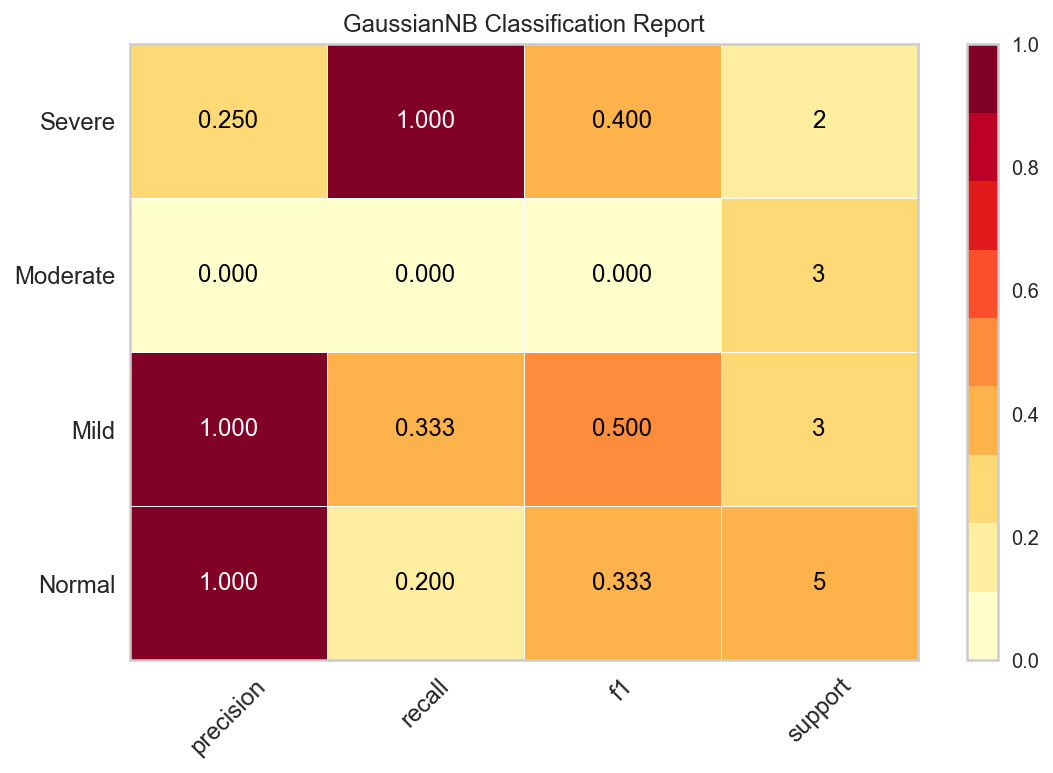 GaussianNB Classification Report
Severe 0.250 1.000 0.400 2
Moderate 0.000 0.000 0.000 3
Mild 1.000 0.333 0.500 3
Normal 1.000 0.200 0.333 5
precision recall f1 support
1.0
0.8
0.6
0.4
0.2
0.0